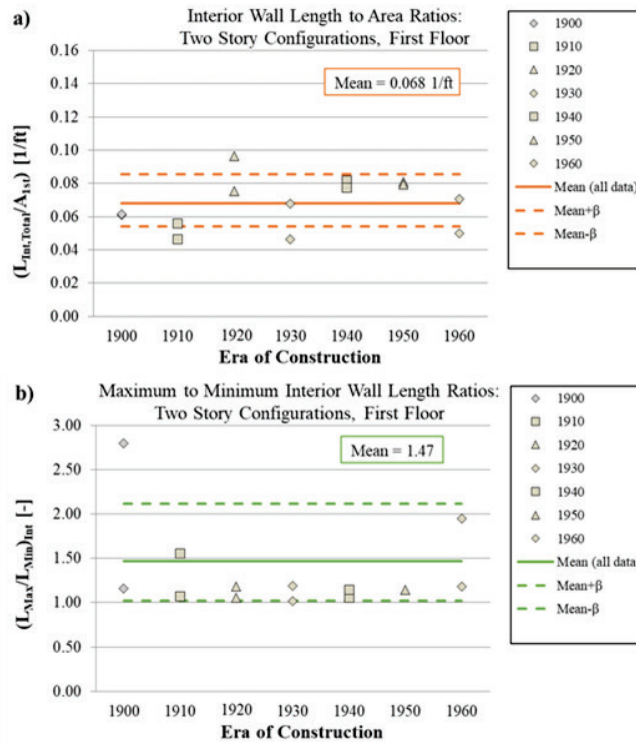 a)
Interior Wall Length to Area Ratios:
Two Story Configurations, First Floor
Mean = 0.068 1/ft
(L_Int,Total/A_1st) [1/ft]
0.16
0.14
0.12
0.10
0.08
0.06
0.04
0.02
0.00
1900 1910 1920 1930 1940 1950 1960
Era of Construction
1900
1910
1920
1930
1940
1950
1960
Mean (all data)
Mean+β
Mean-β
b)
Maximum to Minimum Interior Wall Length Ratios:
Two Story Configurations, First Floor
Mean = 1.47
(L_Max/L_Min)_Int [-]
3.00
2.50
2.00
1.50
1.00
0.50
0.00
1900 1910 1920 1930 1940 1950 1960
Era of Construction
1900
1910
1920
1930
1940
1950
1960
Mean (all data)
Mean+β
Mean-β